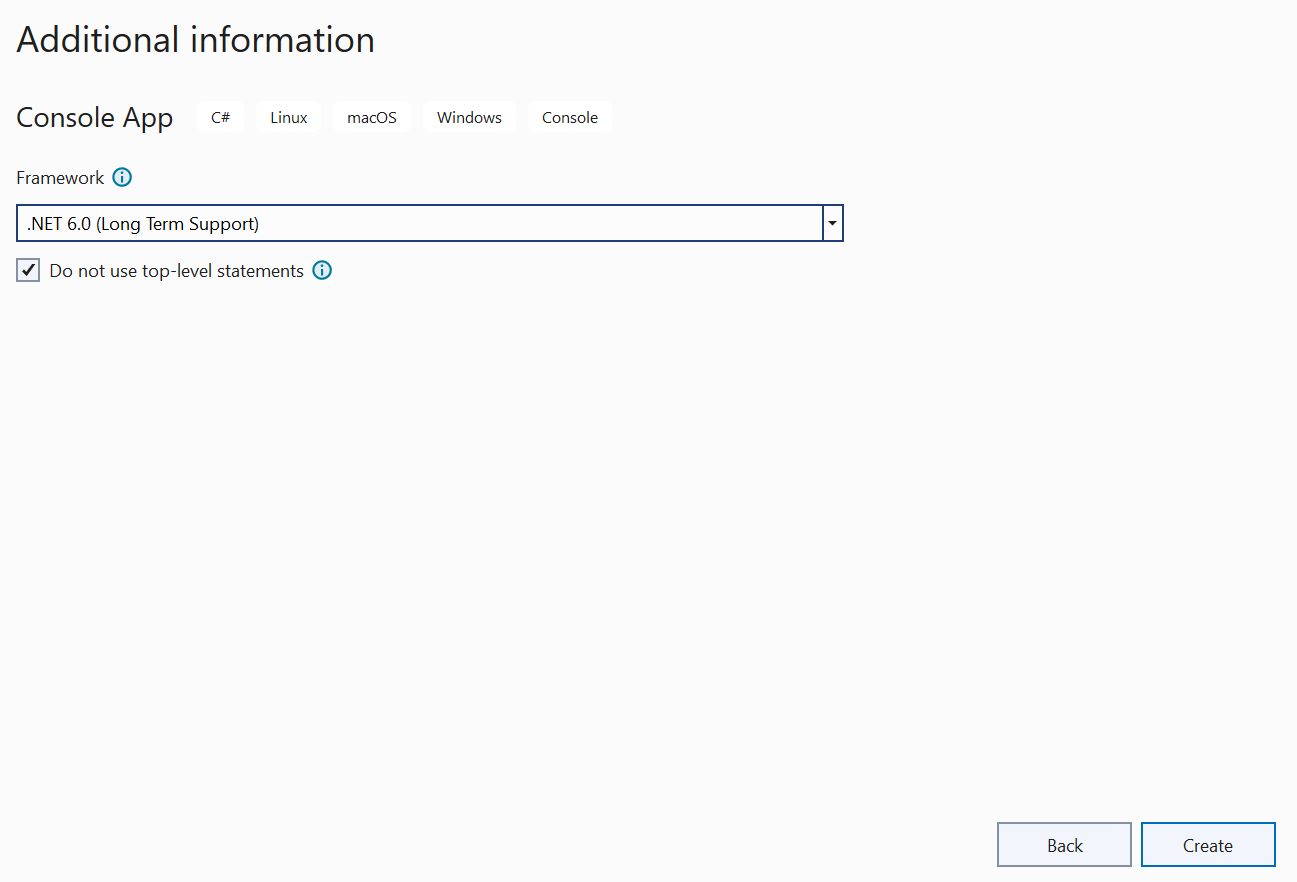 Additional information
Console App C# Linux macOS Windows Console
Framework
.NET 6.0 (Long Term Support)
Do not use top-level statements
Back Create